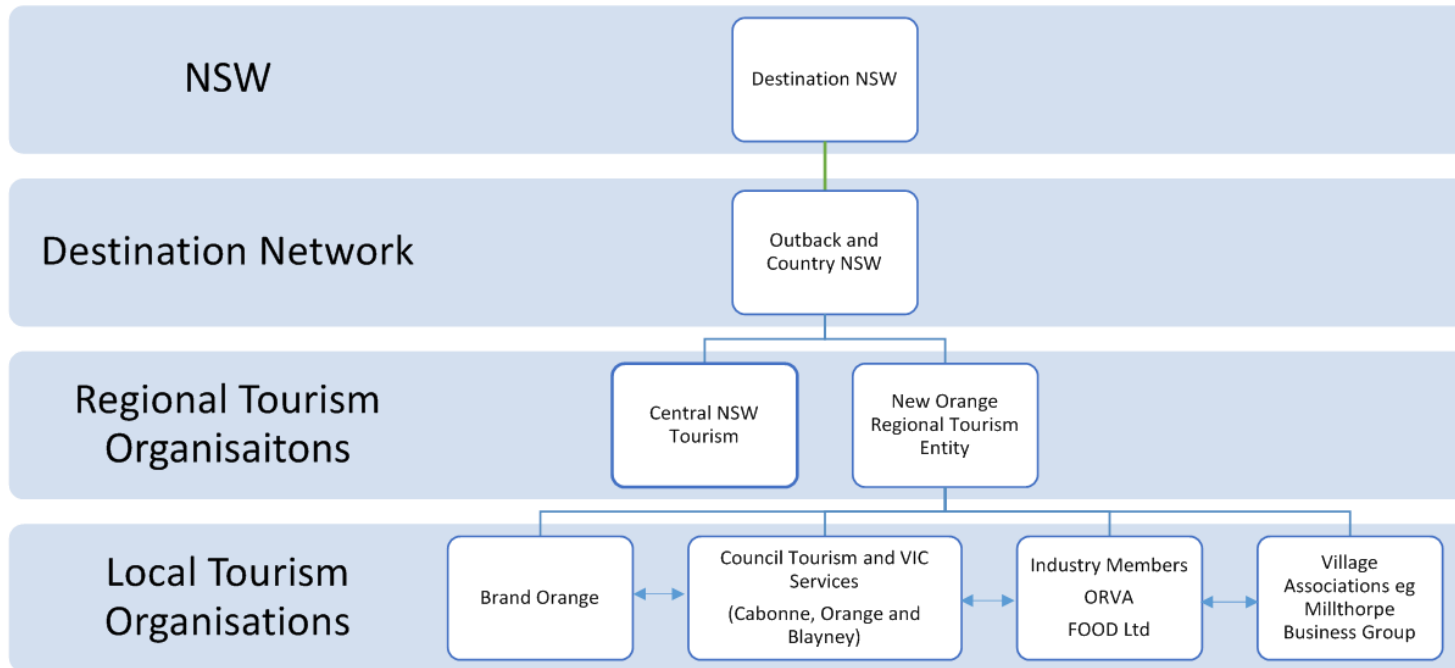 NSW
Destination NSW
Destination Network
Outback and
Country NSW
Regional Tourism
Organisaitons
Central NSW
Tourism
New Orange
Regional Tourism
Entity
Local Tourism
Organisations
Brand Orange
Council Tourism and VIC
Services
(Cabonne, Orange and
Blayney)
Industry Members
ORVA
FOOD Ltd
Village
Associations eg
Millthorpe
Business Group